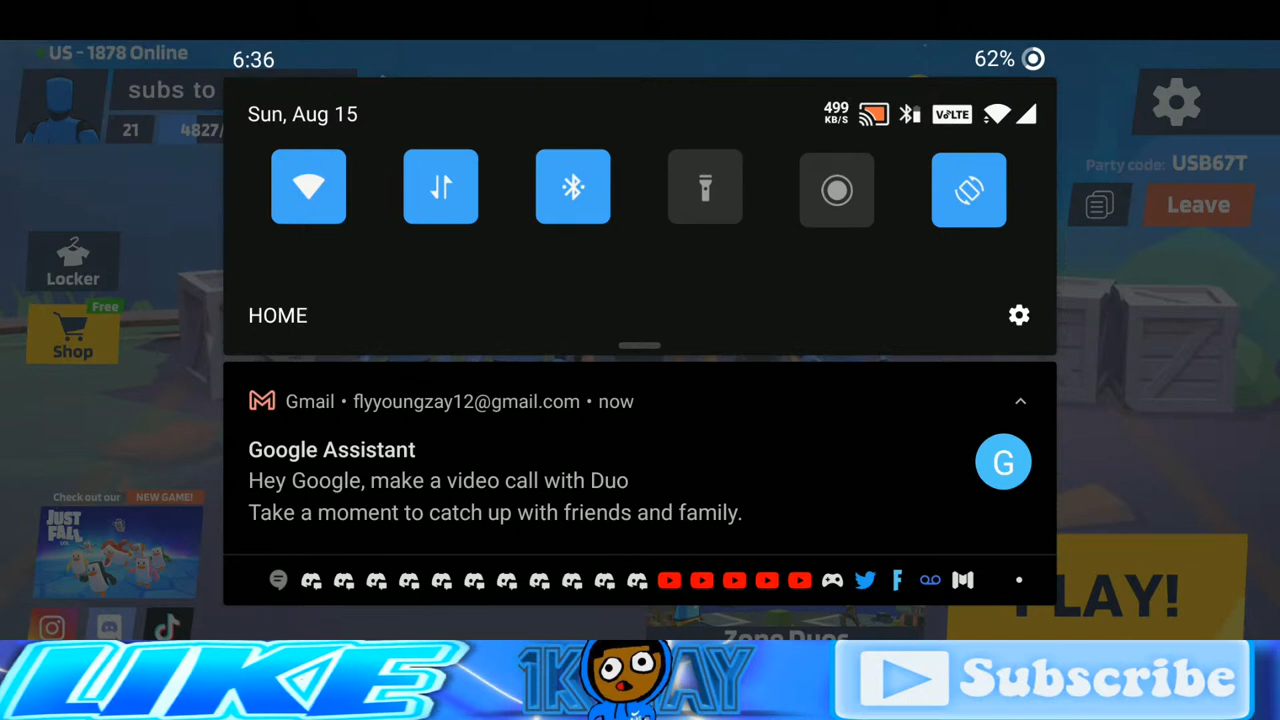 US - 1878 Online
6:36
62%
subs to
21
4827/
Sun, Aug 15
499
KB/S
VoLTE
Party code: USB67T
Leave
Locker
Free
Shop
HOME
Gmail • flyyoungzay12@gmail.com • now
Google Assistant
G
Hey Google, make a video call with Duo
Take a moment to catch up with friends and family.
Check out our NEW GAME!
JUST
FALL
LOL
PLAY!
Zone Duos
LIKE
Subscribe